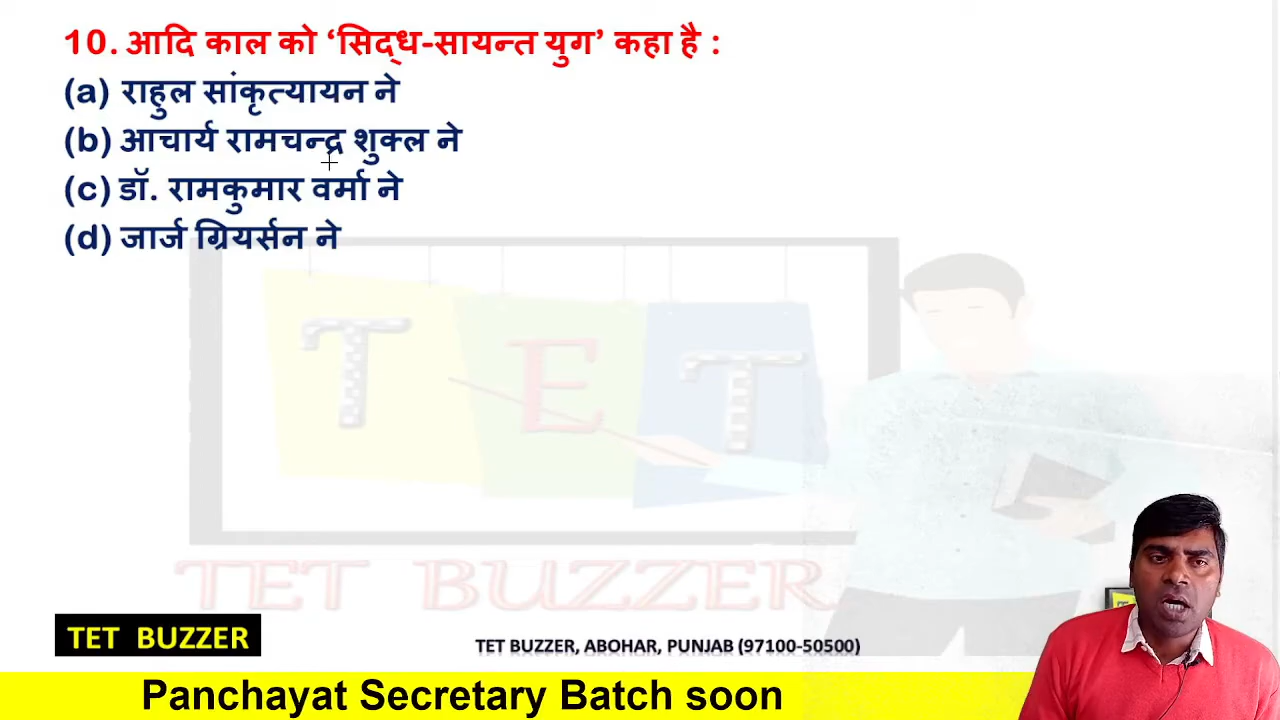 10. आदि काल को ‘सिद्ध-सायन्त युग’ कहा है :
(a) राहुल सांकृत्यायन ने
(b) आचार्य रामचन्द्र शुक्ल ने
(c) डॉ. रामकुमार वर्मा ने
(d) जार्ज ग्रियर्सन ने
T E T
TET BUZZER
TET BUZZER
TET BUZZER, ABOHAR, PUNJAB (97100-50500)
Panchayat Secretary Batch soon